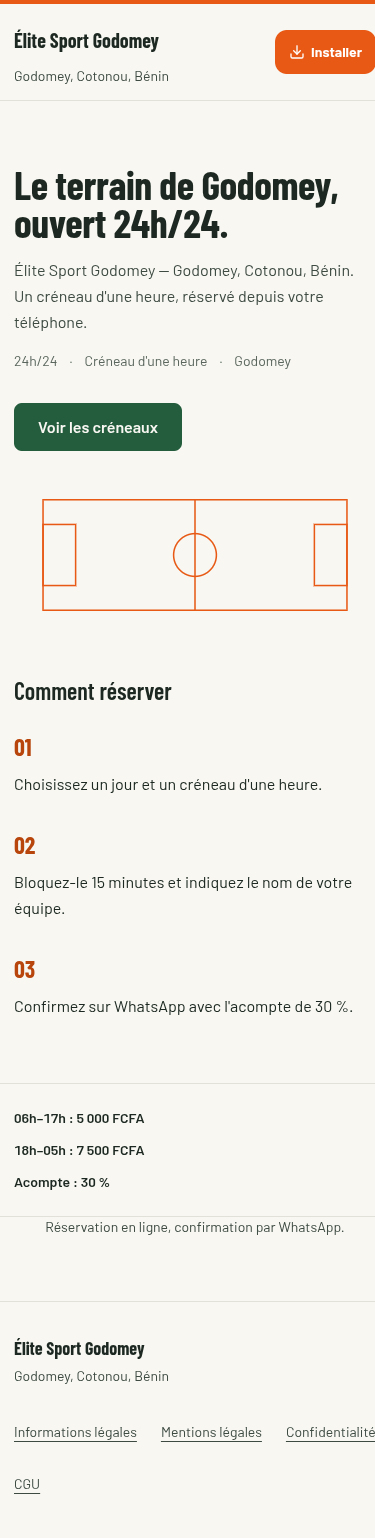 Élite Sport Godomey
Installer
Godomey, Cotonou, Bénin
Le terrain de Godomey,
ouvert 24h/24.
Élite Sport Godomey — Godomey, Cotonou, Bénin.
Un créneau d'une heure, réservé depuis votre
téléphone.
24h/24 · Créneau d'une heure · Godomey
Voir les créneaux
Comment réserver
01
Choisissez un jour et un créneau d'une heure.
02
Bloquez-le 15 minutes et indiquez le nom de votre
équipe.
03
Confirmez sur WhatsApp avec l'acompte de 30 %.
06h–17h : 5 000 FCFA
18h–05h : 7 500 FCFA
Acompte : 30 %
Réservation en ligne, confirmation par WhatsApp.
Élite Sport Godomey
Godomey, Cotonou, Bénin
Informations légales Mentions légales Confidentialité
CGU